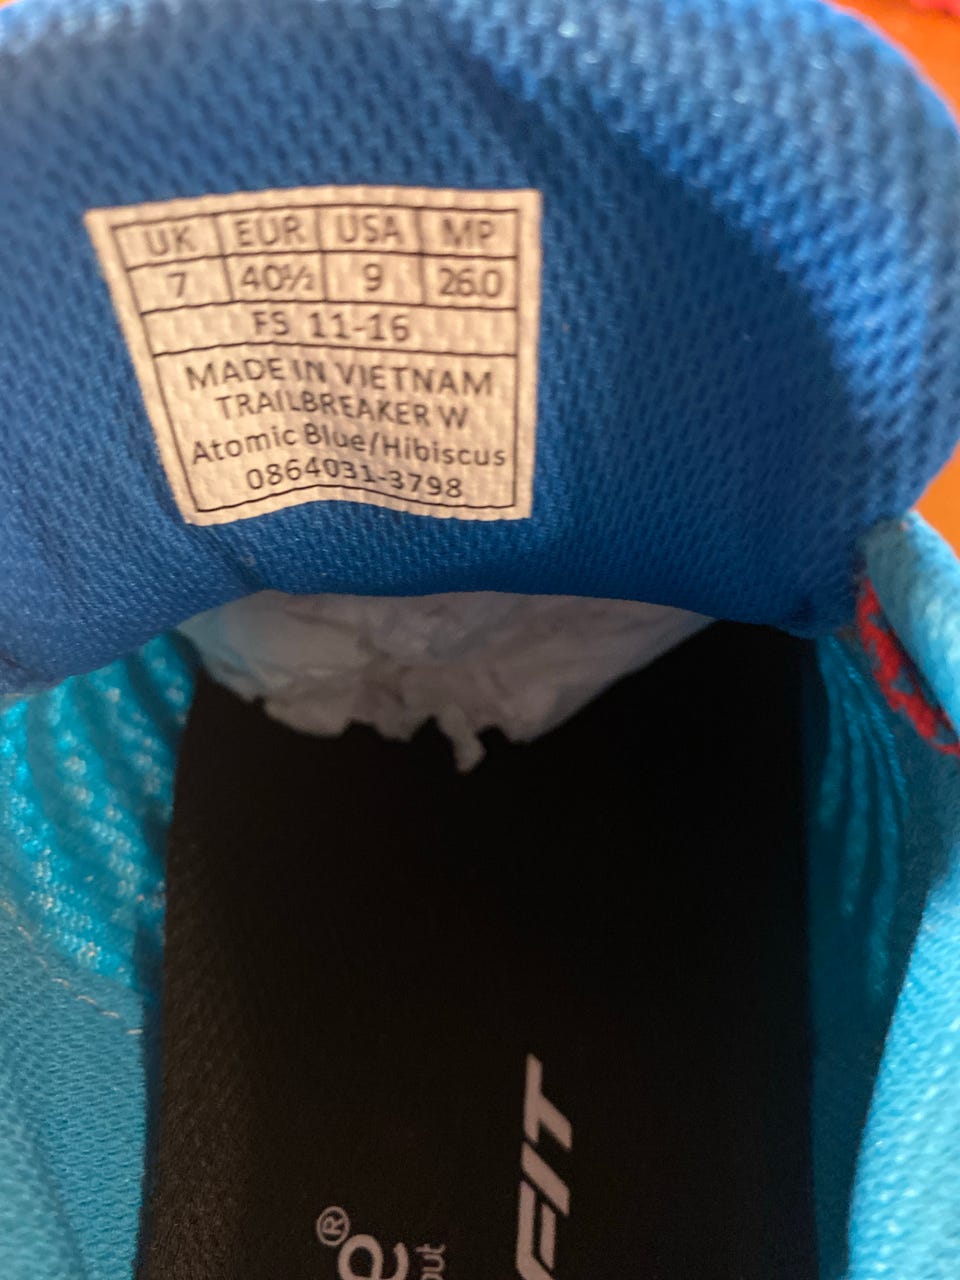 UK EUR USA MP
7 40½ 9 26.0
FS 11-16
MADE IN VIETNAM
TRAILBREAKER W
Atomic Blue/Hibiscus
0864031-3798
FIT
e®
out